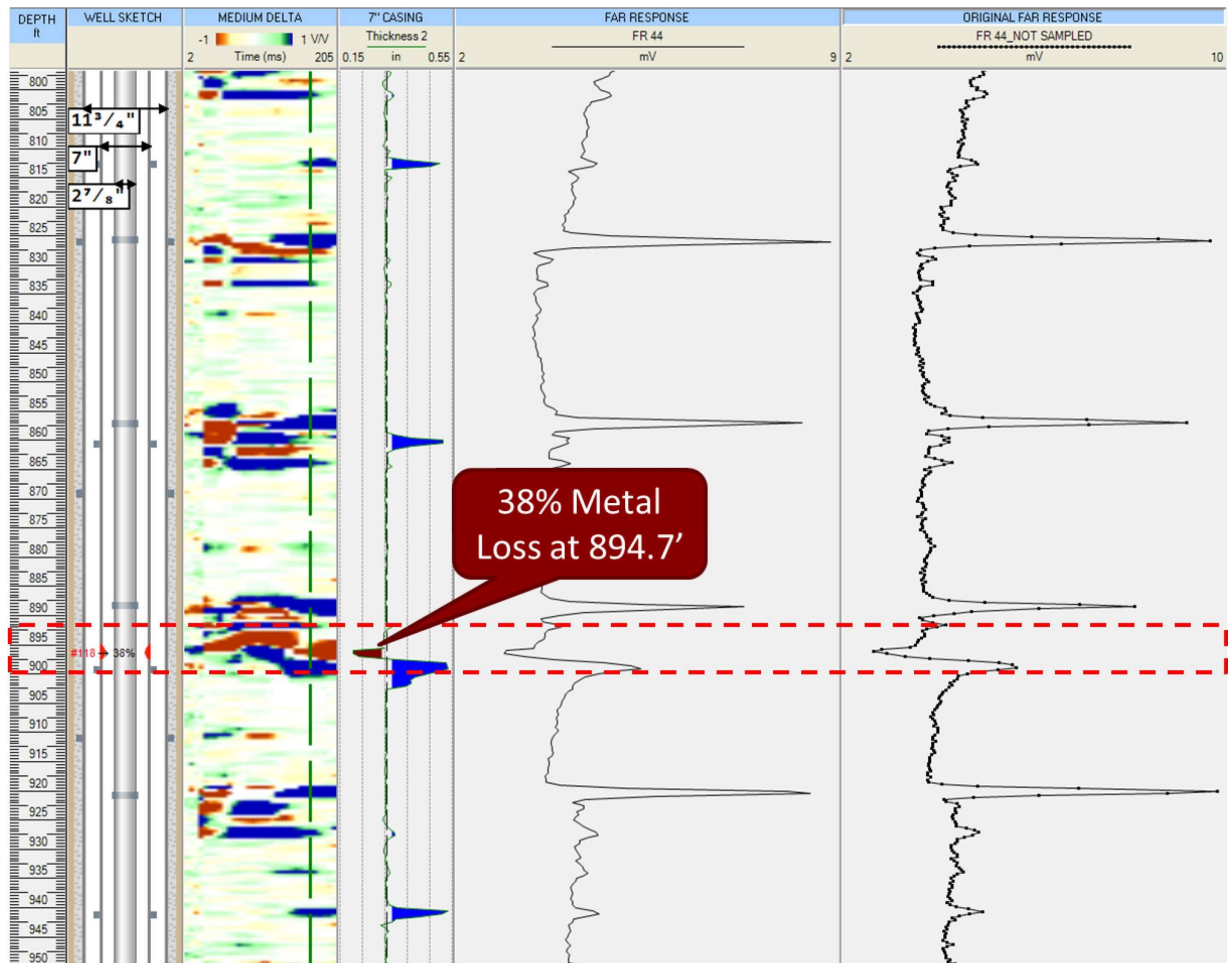 DEPTH
ft
WELL SKETCH
MEDIUM DELTA
-1 1 V/V
2 Time (ms) 205
7" CASING
Thickness 2
0.15 in 0.55
FAR RESPONSE
FR 44
2 mV 9
ORIGINAL FAR RESPONSE
FR 44_NOT SAMPLED
2 mV 10
800
805
810
815
820
825
830
835
840
845
850
855
860
865
870
875
880
885
890
895
900
905
910
915
920
925
930
935
940
945
950
11³/₄"
7"
2⁷/₈"
38% Metal
Loss at 894.7’
#118 38%